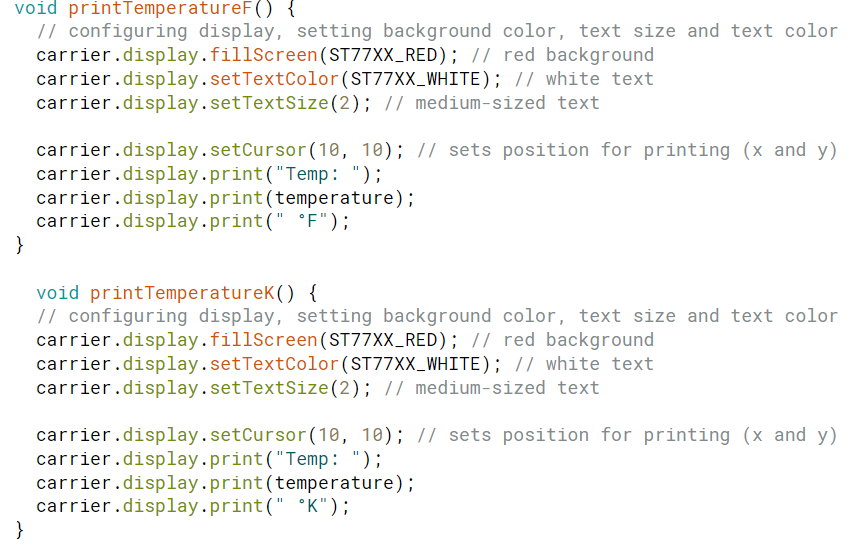 void printTemperatureF() {
  // configuring display, setting background color, text size and text color
  carrier.display.fillScreen(ST77XX_RED); // red background
  carrier.display.setTextColor(ST77XX_WHITE); // white text
  carrier.display.setTextSize(2); // medium-sized text

  carrier.display.setCursor(10, 10); // sets position for printing (x and y)
  carrier.display.print("Temp: ");
  carrier.display.print(temperature);
  carrier.display.print(" °F");
}

  void printTemperatureK() {
  // configuring display, setting background color, text size and text color
  carrier.display.fillScreen(ST77XX_RED); // red background
  carrier.display.setTextColor(ST77XX_WHITE); // white text
  carrier.display.setTextSize(2); // medium-sized text

  carrier.display.setCursor(10, 10); // sets position for printing (x and y)
  carrier.display.print("Temp: ");
  carrier.display.print(temperature);
  carrier.display.print(" °K");
}